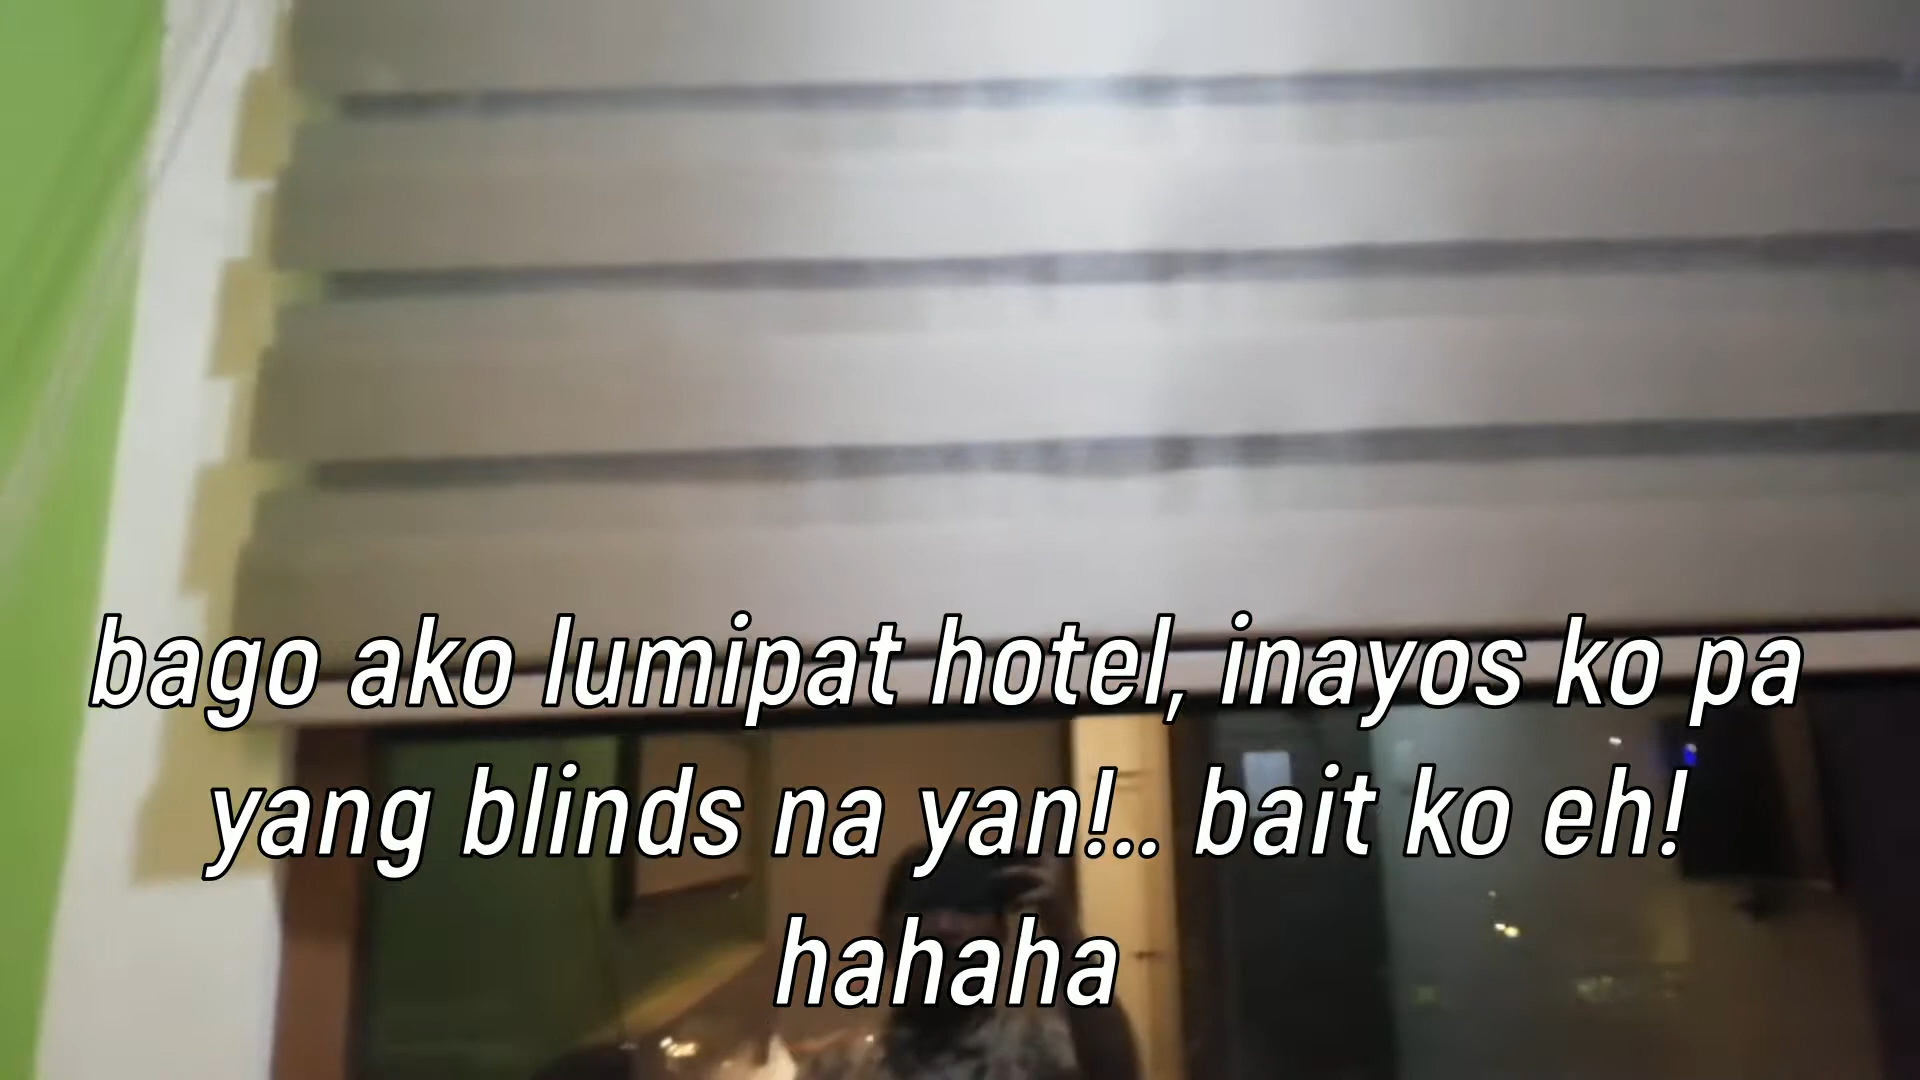 bago ako lumipat hotel, inayos ko pa
yang blinds na yan!.. bait ko eh!
hahaha